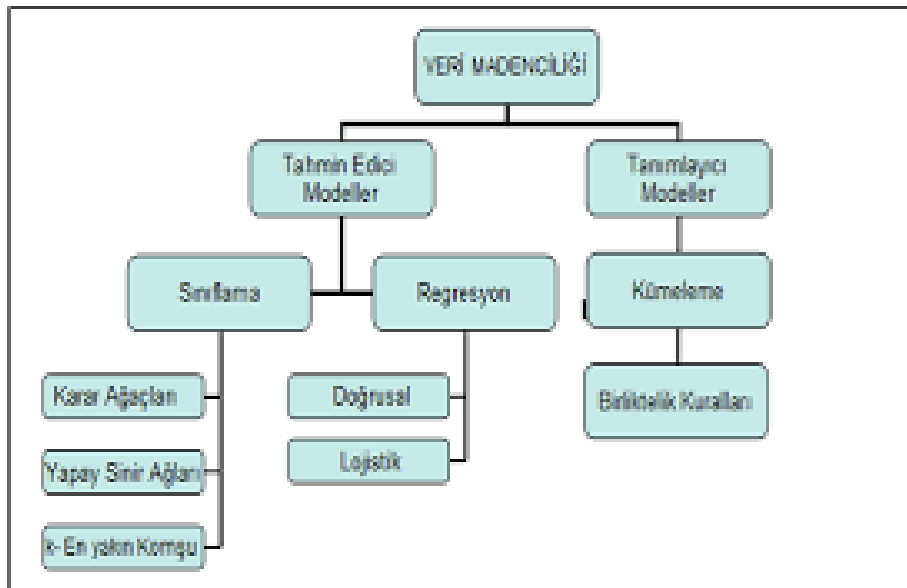 VERİ MADENCİLİĞİ
Tahmin Edici
Modeller
Tanımlayıcı
Modeller
Sınıflama
Regresyon
Kümeleme
Karar Ağaçları
Doğrusal
Birliktelik Kuralları
Yapay Sinir Ağları
Lojistik
k- En yakın Komşu